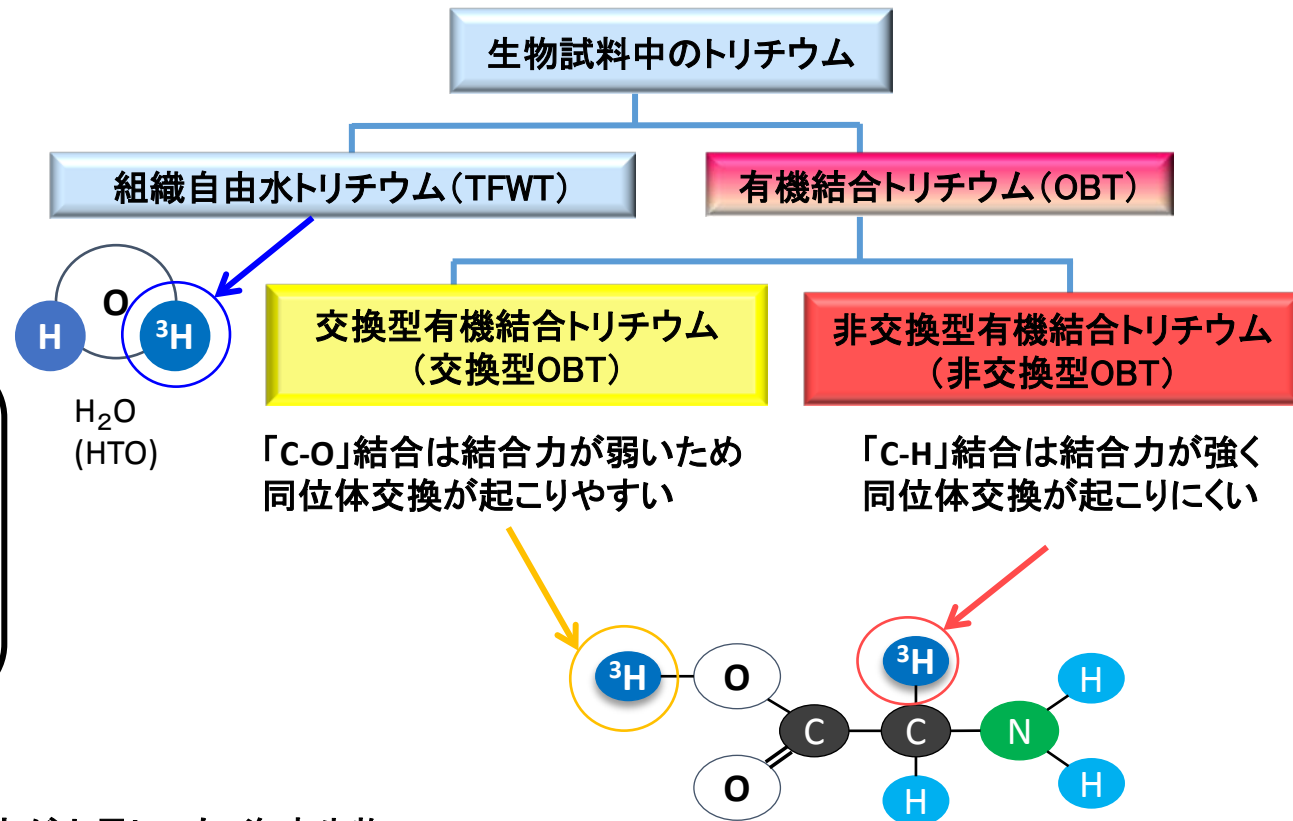 生物試料中のトリチウム
組織自由水トリチウム（TFWT）
有機結合トリチウム（OBT）
O
H
³H
H₂O
(HTO)
交換型有機結合トリチウム
（交換型OBT）
非交換型有機結合トリチウム
（非交換型OBT）
「C-O」結合は結合力が弱いため
同位体交換が起こりやすい
「C-H」結合は結合力が強く
同位体交換が起こりにくい
³H
O
³H
H
C
C
N
O
H
H